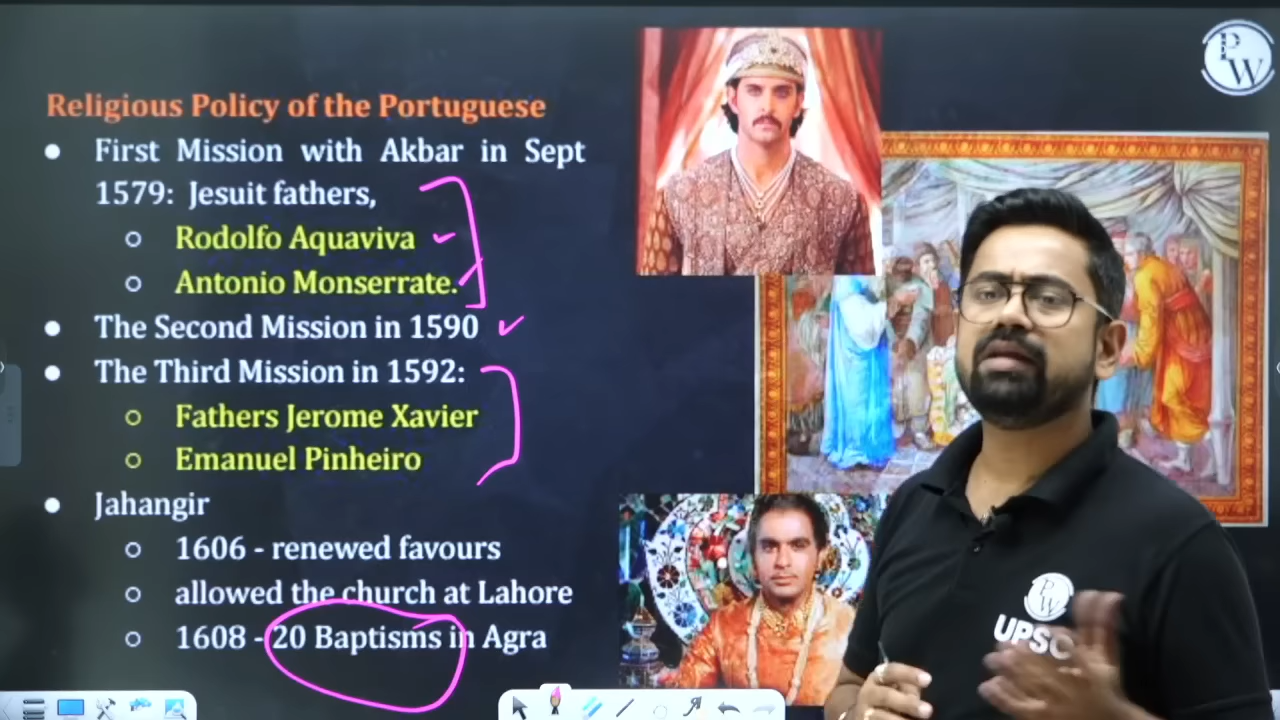 Religious Policy of the Portuguese
● First Mission with Akbar in Sept
1579: Jesuit fathers,
○ Rodolfo Aquaviva
○ Antonio Monserrate.
● The Second Mission in 1590
● The Third Mission in 1592:
○ Fathers Jerome Xavier
○ Emanuel Pinheiro
● Jahangir
○ 1606 - renewed favours
○ allowed the church at Lahore
○ 1608 - 20 Baptisms in Agra
PW
PW
UPSC